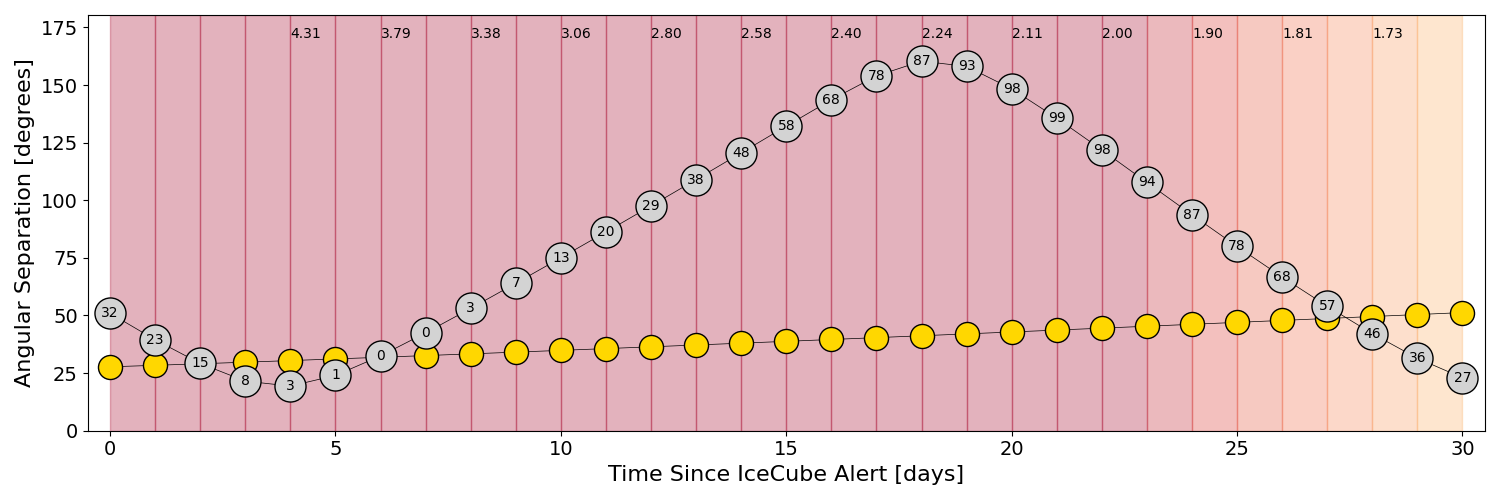 175
4.31 3.79 3.38 3.06 2.80 2.58 2.40 2.24 2.11 2.00 1.90 1.81 1.73
150
125
100
75
50
25
0
Angular Separation [degrees]
32 23 15 8 3 1 0 0 3 7 13 20 29 38 48 58 68 78 87 93 98 99 98 94 87 78 68 57 46 36 27
0 5 10 15 20 25 30
Time Since IceCube Alert [days]